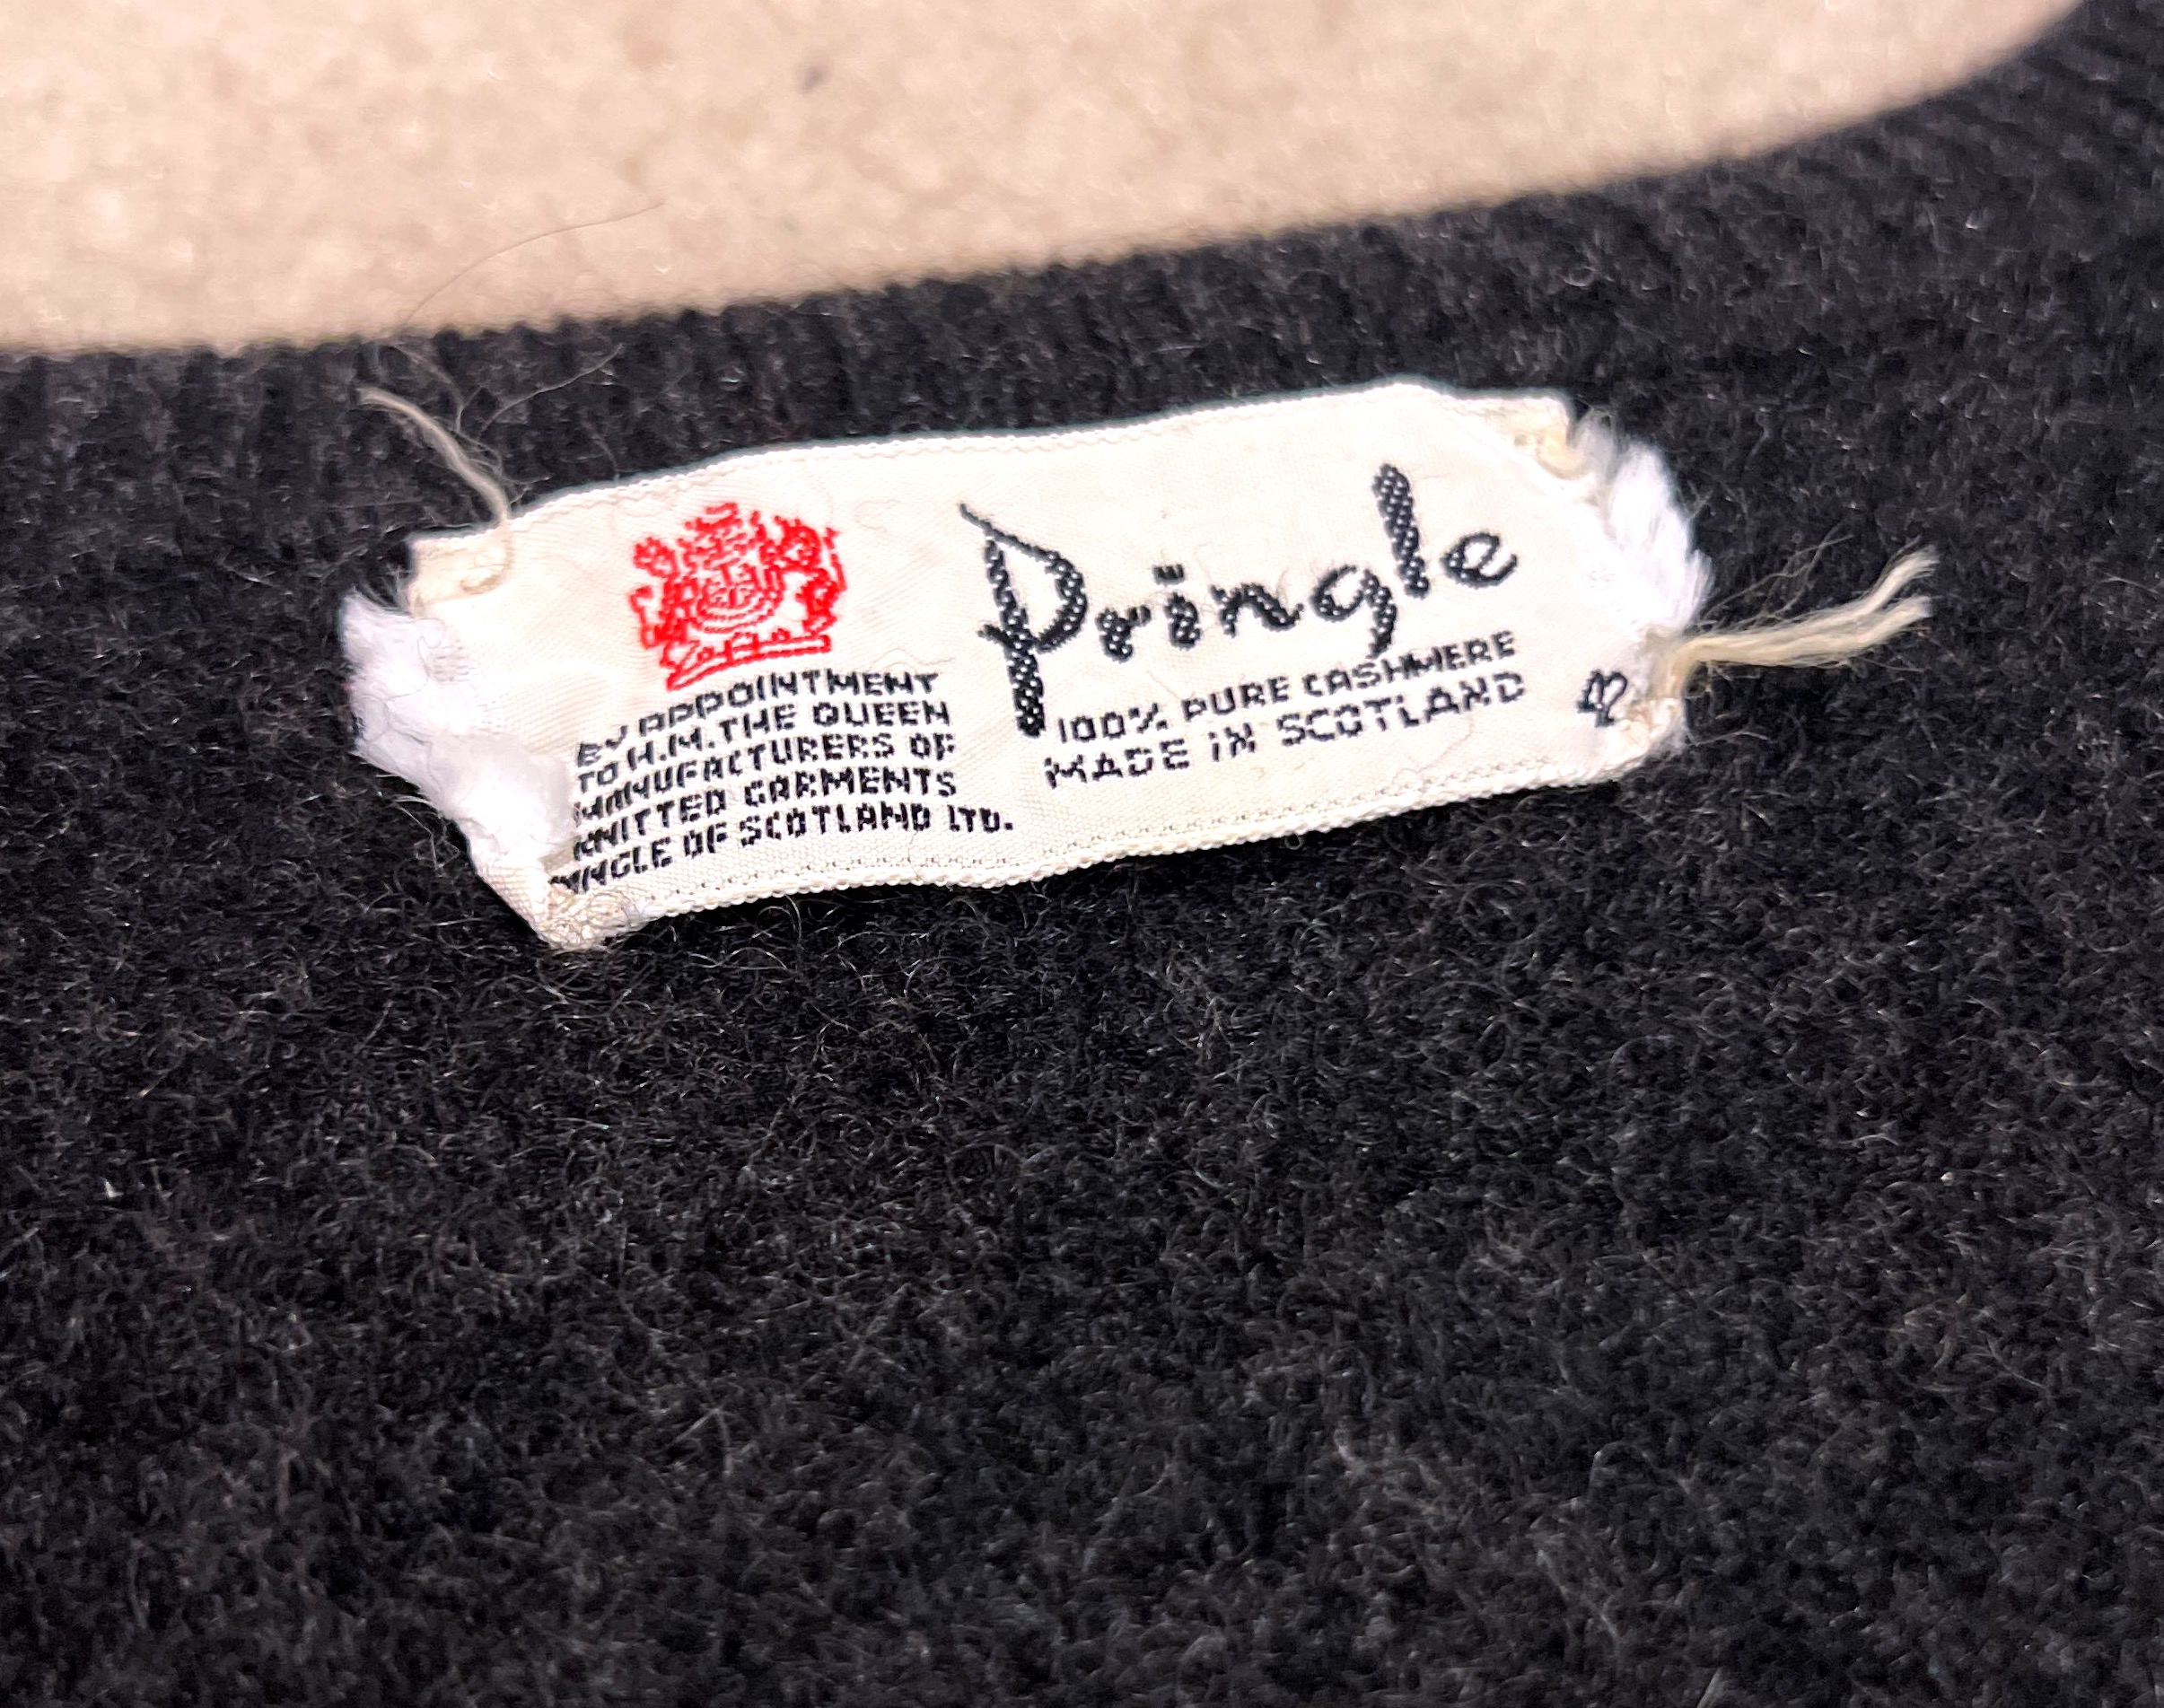 Pringle
100% PURE CASHMERE
MADE IN SCOTLAND
BY APPOINTMENT
TO H.M. THE QUEEN
MANUFACTURERS OF
KNITTED GARMENTS
INGLE OF SCOTLAND LTD.